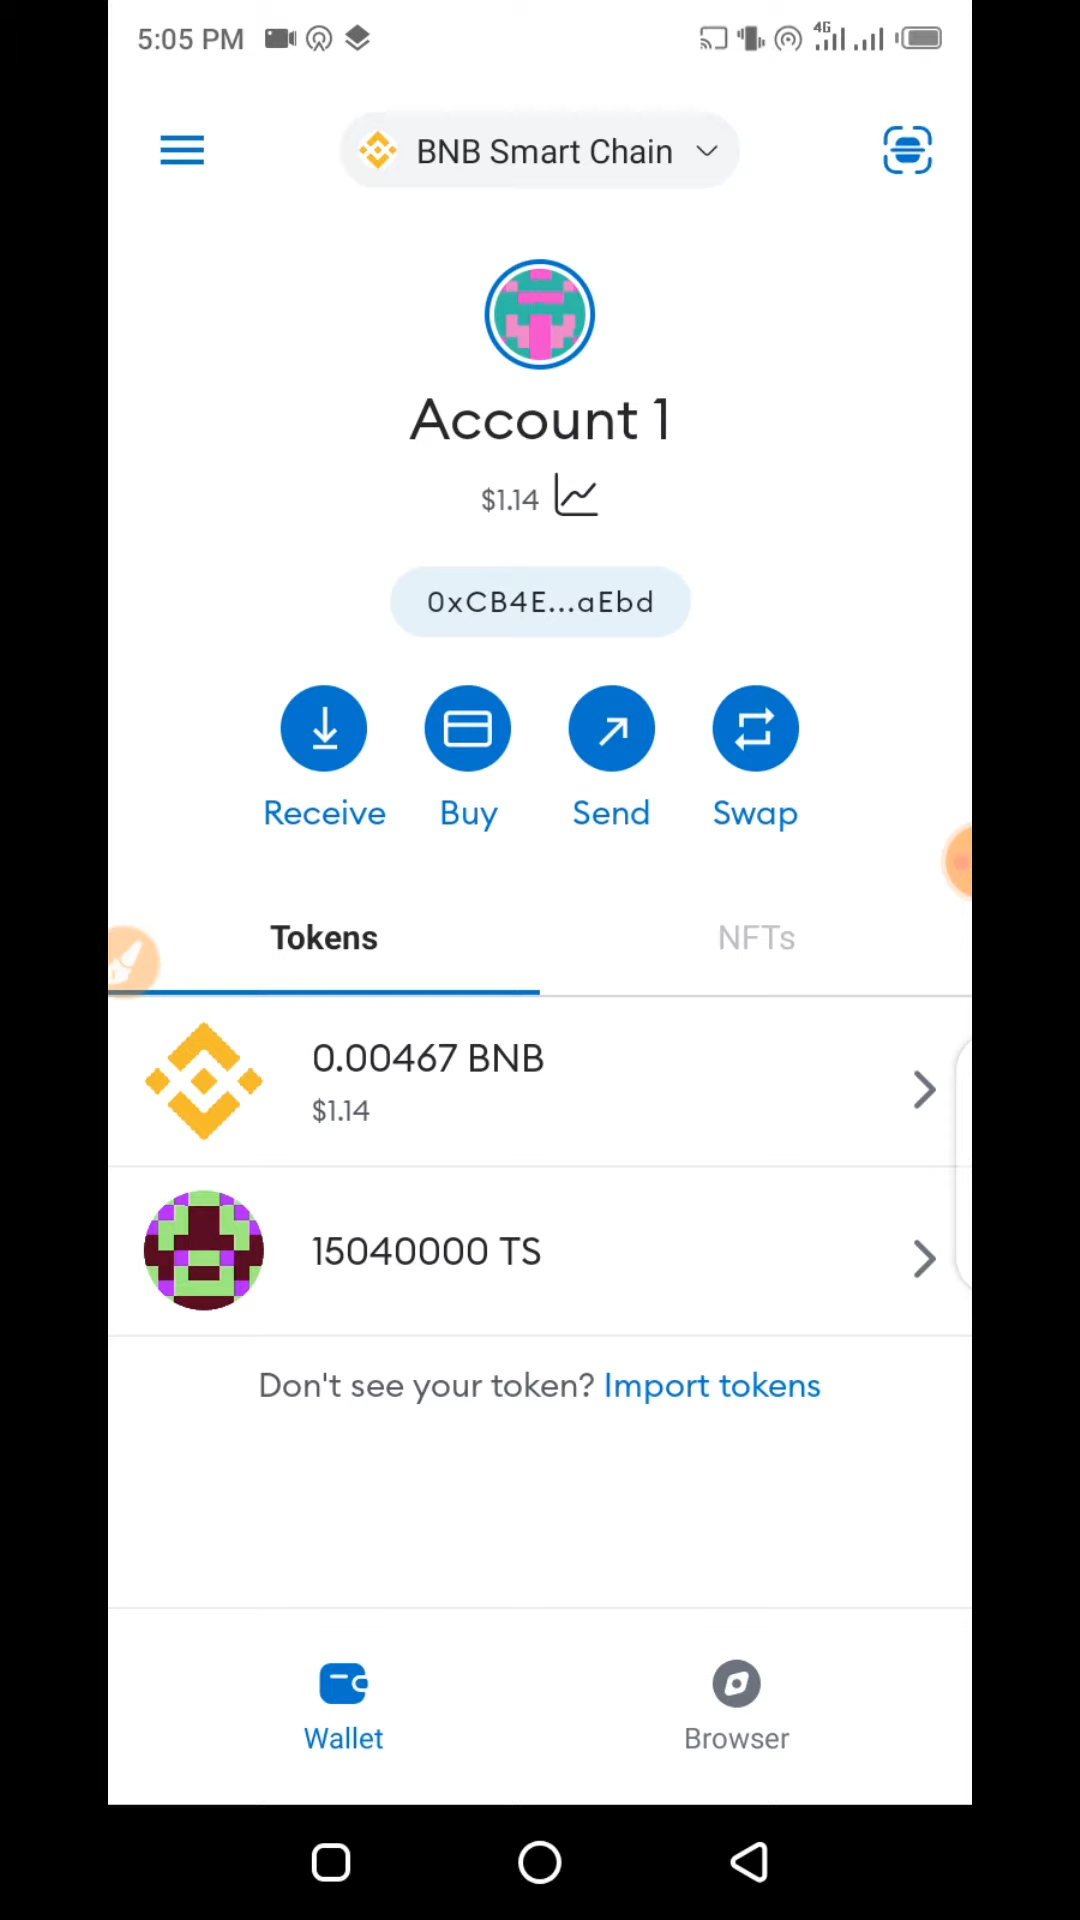 5:05 PM
4G
BNB Smart Chain
Account 1
$1.14
0xCB4E...aEbd
Receive Buy Send Swap
Tokens NFTs
0.00467 BNB
$1.14
15040000 TS
Don't see your token? Import tokens
Wallet Browser